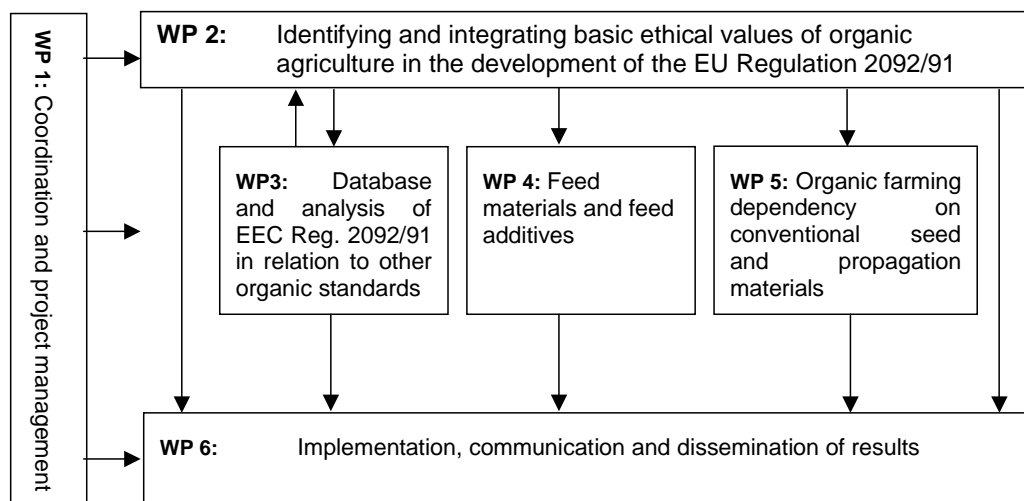 WP 1: Coordination and project management
WP 2: Identifying and integrating basic ethical values of organic
agriculture in the development of the EU Regulation 2092/91
WP3: Database
and analysis of
EEC Reg. 2092/91
in relation to other
organic standards
WP 4: Feed
materials and feed
additives
WP 5: Organic farming
dependency on
conventional seed
and propagation
materials
WP 6: Implementation, communication and dissemination of results